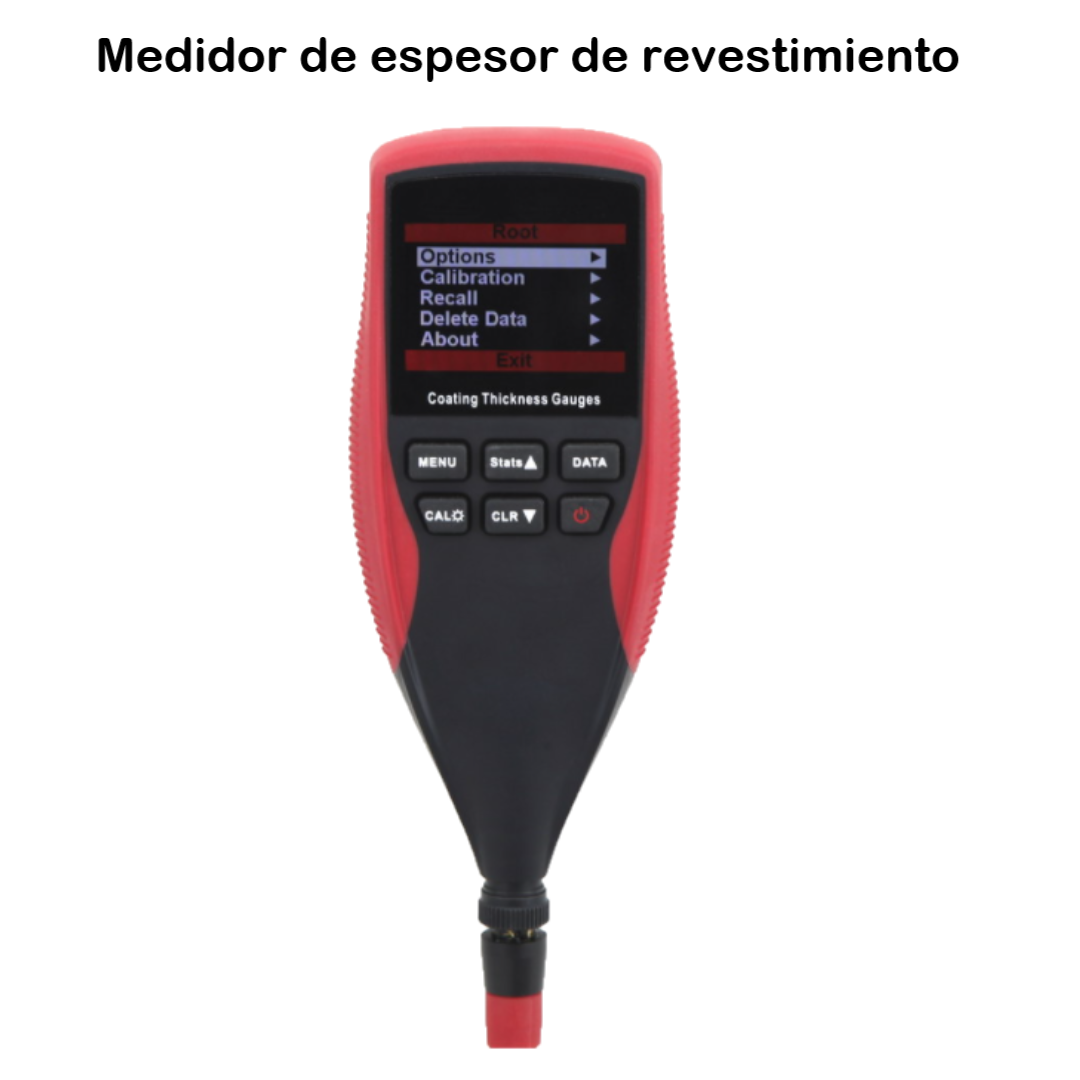 Medidor de espesor de revestimiento
Root
Options
Calibration
Recall
Delete Data
About
Exit
Coating Thickness Gauges
MENU Stats▲ DATA
CAL CLR▼